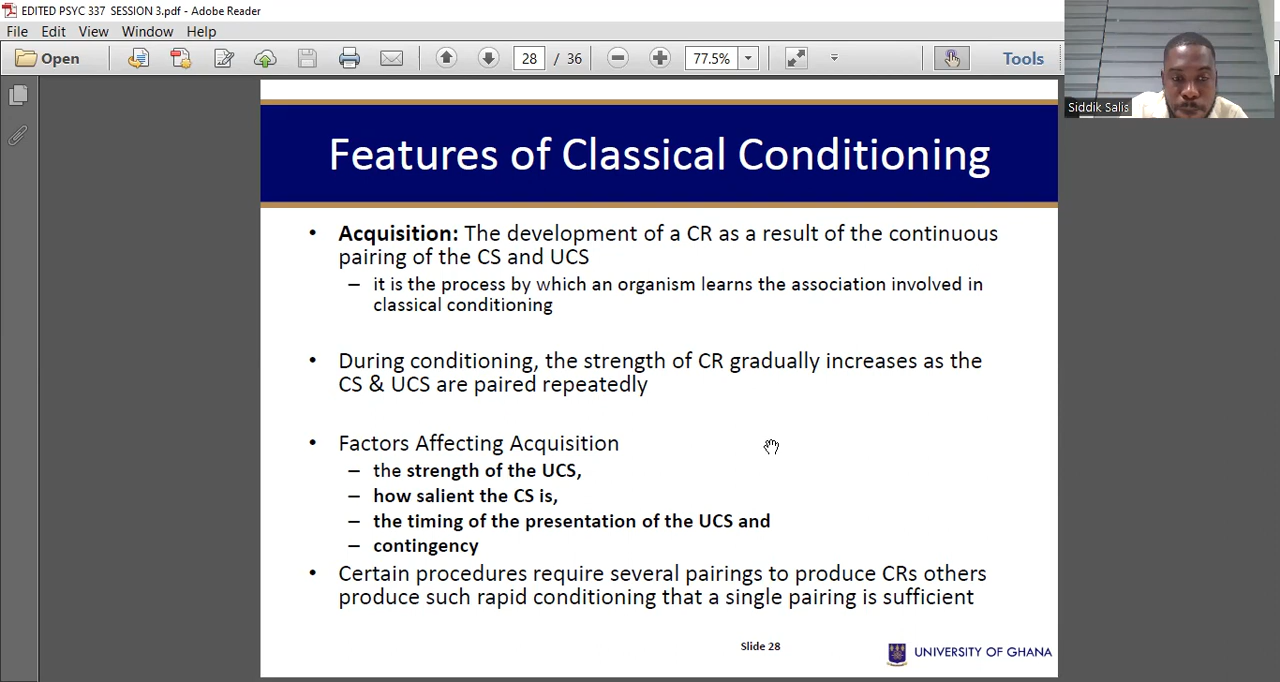 EDITED PSYC 337 SESSION 3.pdf - Adobe Reader
File Edit View Window Help
Open 28 / 36 77.5% Tools
Siddik Salis
Features of Classical Conditioning
• Acquisition: The development of a CR as a result of the continuous
pairing of the CS and UCS
– it is the process by which an organism learns the association involved in
classical conditioning
• During conditioning, the strength of CR gradually increases as the
CS & UCS are paired repeatedly
• Factors Affecting Acquisition
– the strength of the UCS,
– how salient the CS is,
– the timing of the presentation of the UCS and
– contingency
• Certain procedures require several pairings to produce CRs others
produce such rapid conditioning that a single pairing is sufficient
Slide 28
UNIVERSITY OF GHANA